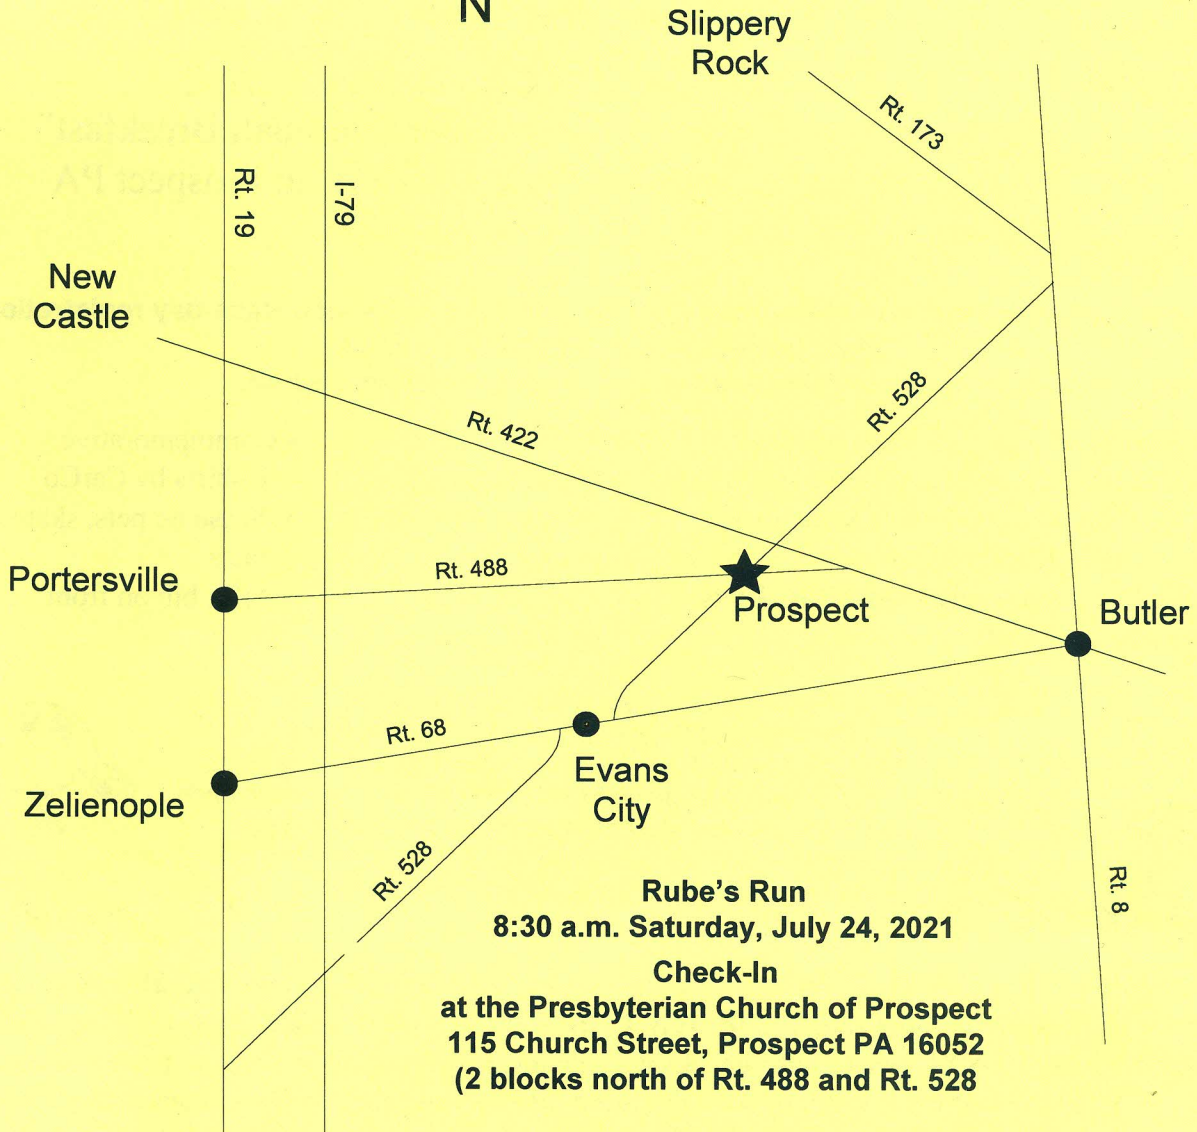 N
Slippery
Rock
Rt. 173
Rt. 19
I-79
New
Castle
Rt. 528
Rt. 422
Portersville
Rt. 488
Prospect
Butler
Rt. 68
Evans
City
Zelienople
Rt. 528
Rt. 8
Rube's Run
8:30 a.m. Saturday, July 24, 2021
Check-In
at the Presbyterian Church of Prospect
115 Church Street, Prospect PA 16052
(2 blocks north of Rt. 488 and Rt. 528